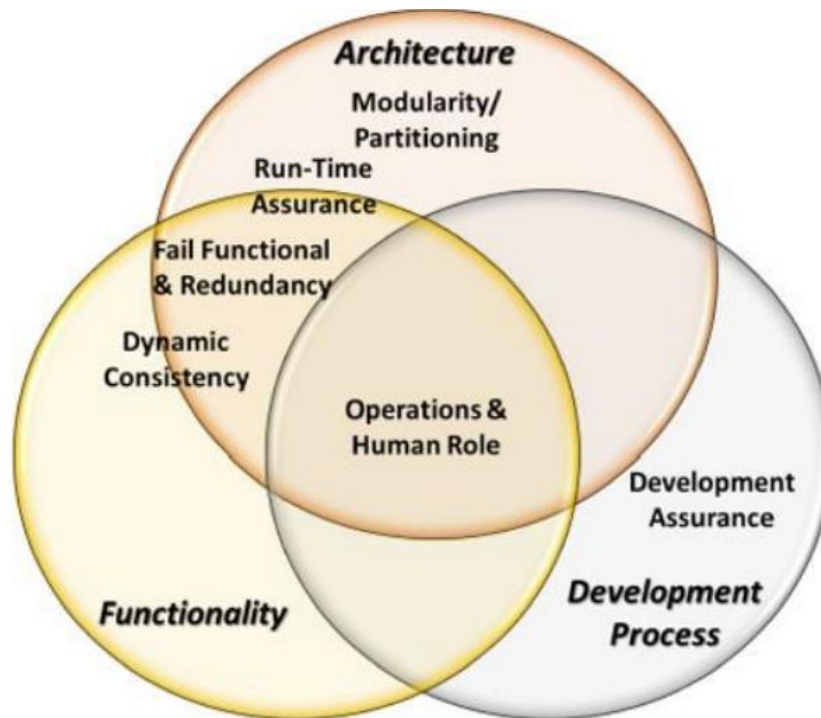 Architecture
Modularity/
Partitioning
Run-Time
Assurance
Fail Functional
& Redundancy
Dynamic
Consistency
Operations &
Human Role
Development
Assurance
Functionality
Development
Process